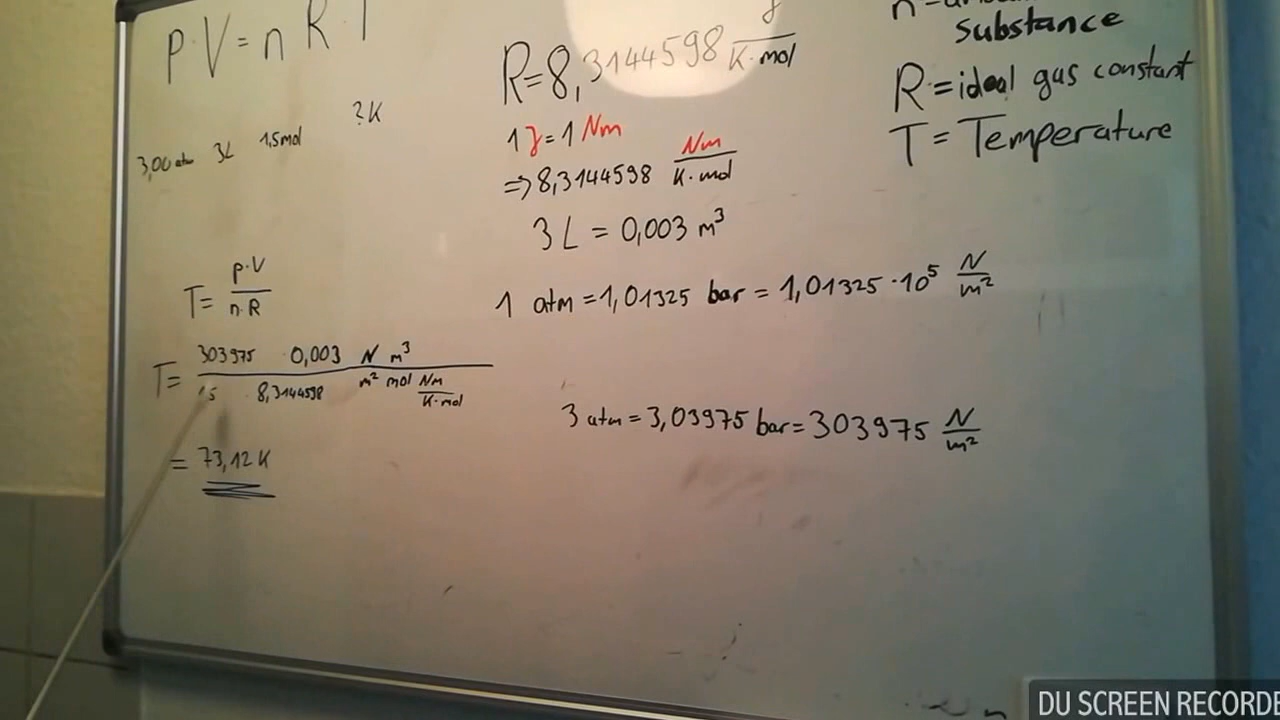 P·V = n R·T
3,00 atm 3L 1,5mol ?K
T = p·V / n·R
T = 303975 · 0,003 N m³ / 1,5 8,3144598 m² mol Nm / K·mol
= 73,12 K
R = 8,3144598 J / K·mol
1 J = 1 Nm
=> 8,3144598 Nm / K·mol
3 L = 0,003 m³
1 atm = 1,01325 bar = 1,01325 · 10⁵ N / m²
3 atm = 3,03975 bar = 303975 N / m²
substance
R = ideal gas constant
T = Temperature
DU SCREEN RECORDE